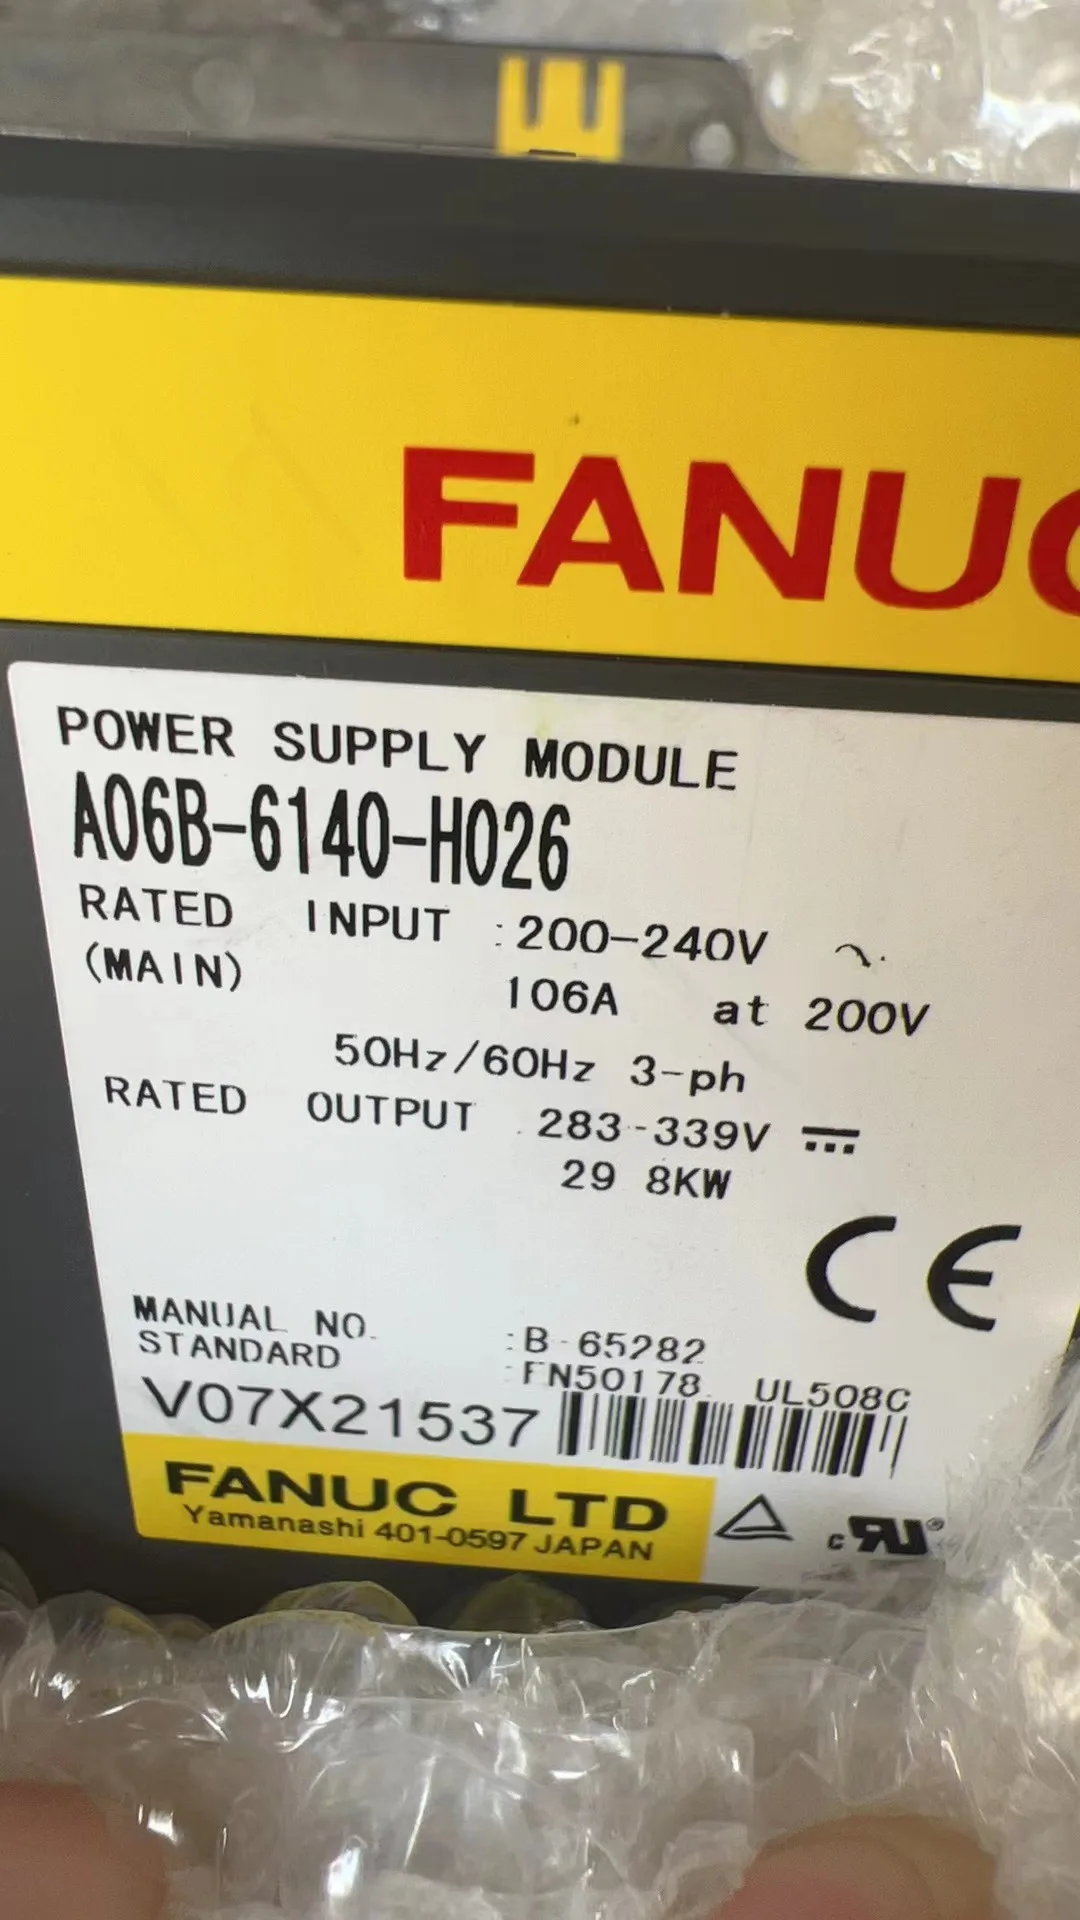 FANUC
POWER SUPPLY MODULE
A06B-6140-H026
RATED INPUT :200-240V
(MAIN) 106A at 200V
50Hz/60Hz 3-ph
RATED OUTPUT . 283-339V
29 8KW
CE
MANUAL NO. :B-65282
STANDARD :EN50178 UL508C
V07X21537
FANUC LTD
Yamanashi 401-0597 JAPAN
c RU ®